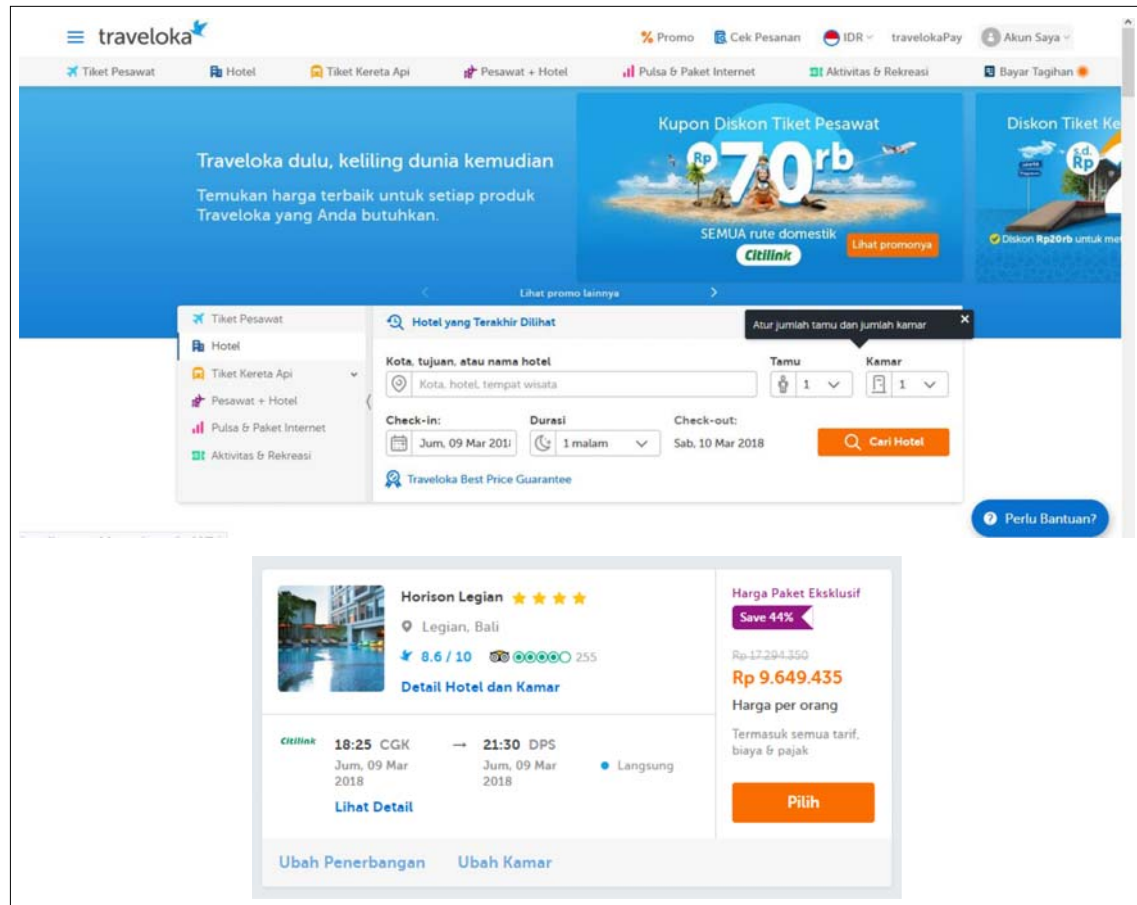 traveloka
% Promo Cek Pesanan IDR travelokaPay Akun Saya
Tiket Pesawat Hotel Tiket Kereta Api Pesawat + Hotel Pulsa & Paket Internet Aktivitas & Rekreasi Bayar Tagihan
Traveloka dulu, keliling dunia kemudian
Temukan harga terbaik untuk setiap produk
Traveloka yang Anda butuhkan.
Kupon Diskon Tiket Pesawat
Rp 70rb
SEMUA rute domestik
Citilink
Lihat promonya
Diskon Tiket Ke
s.d.
Rp
Diskon Rp20rb untuk me
Lihat promo lainnya
Tiket Pesawat
Hotel
Tiket Kereta Api
Pesawat + Hotel
Pulsa & Paket Internet
Aktivitas & Rekreasi
Hotel yang Terakhir Dilihat
Atur jumlah tamu dan jumlah kamar
Kota, tujuan, atau nama hotel Tamu Kamar
Kota, hotel, tempat wisata 1 1
Check-in: Durasi Check-out:
Jum, 09 Mar 201 1 malam Sab, 10 Mar 2018 Cari Hotel
Traveloka Best Price Guarantee
Perlu Bantuan?
Horison Legian
Legian, Bali
8.6 / 10 255
Detail Hotel dan Kamar
Harga Paket Eksklusif
Save 44%
Rp 17.294.350
Rp 9.649.435
Harga per orang
Termasuk semua tarif,
biaya & pajak
Pilih
Citilink 18:25 CGK → 21:30 DPS
Jum, 09 Mar Jum, 09 Mar Langsung
2018 2018
Lihat Detail
Ubah Penerbangan Ubah Kamar